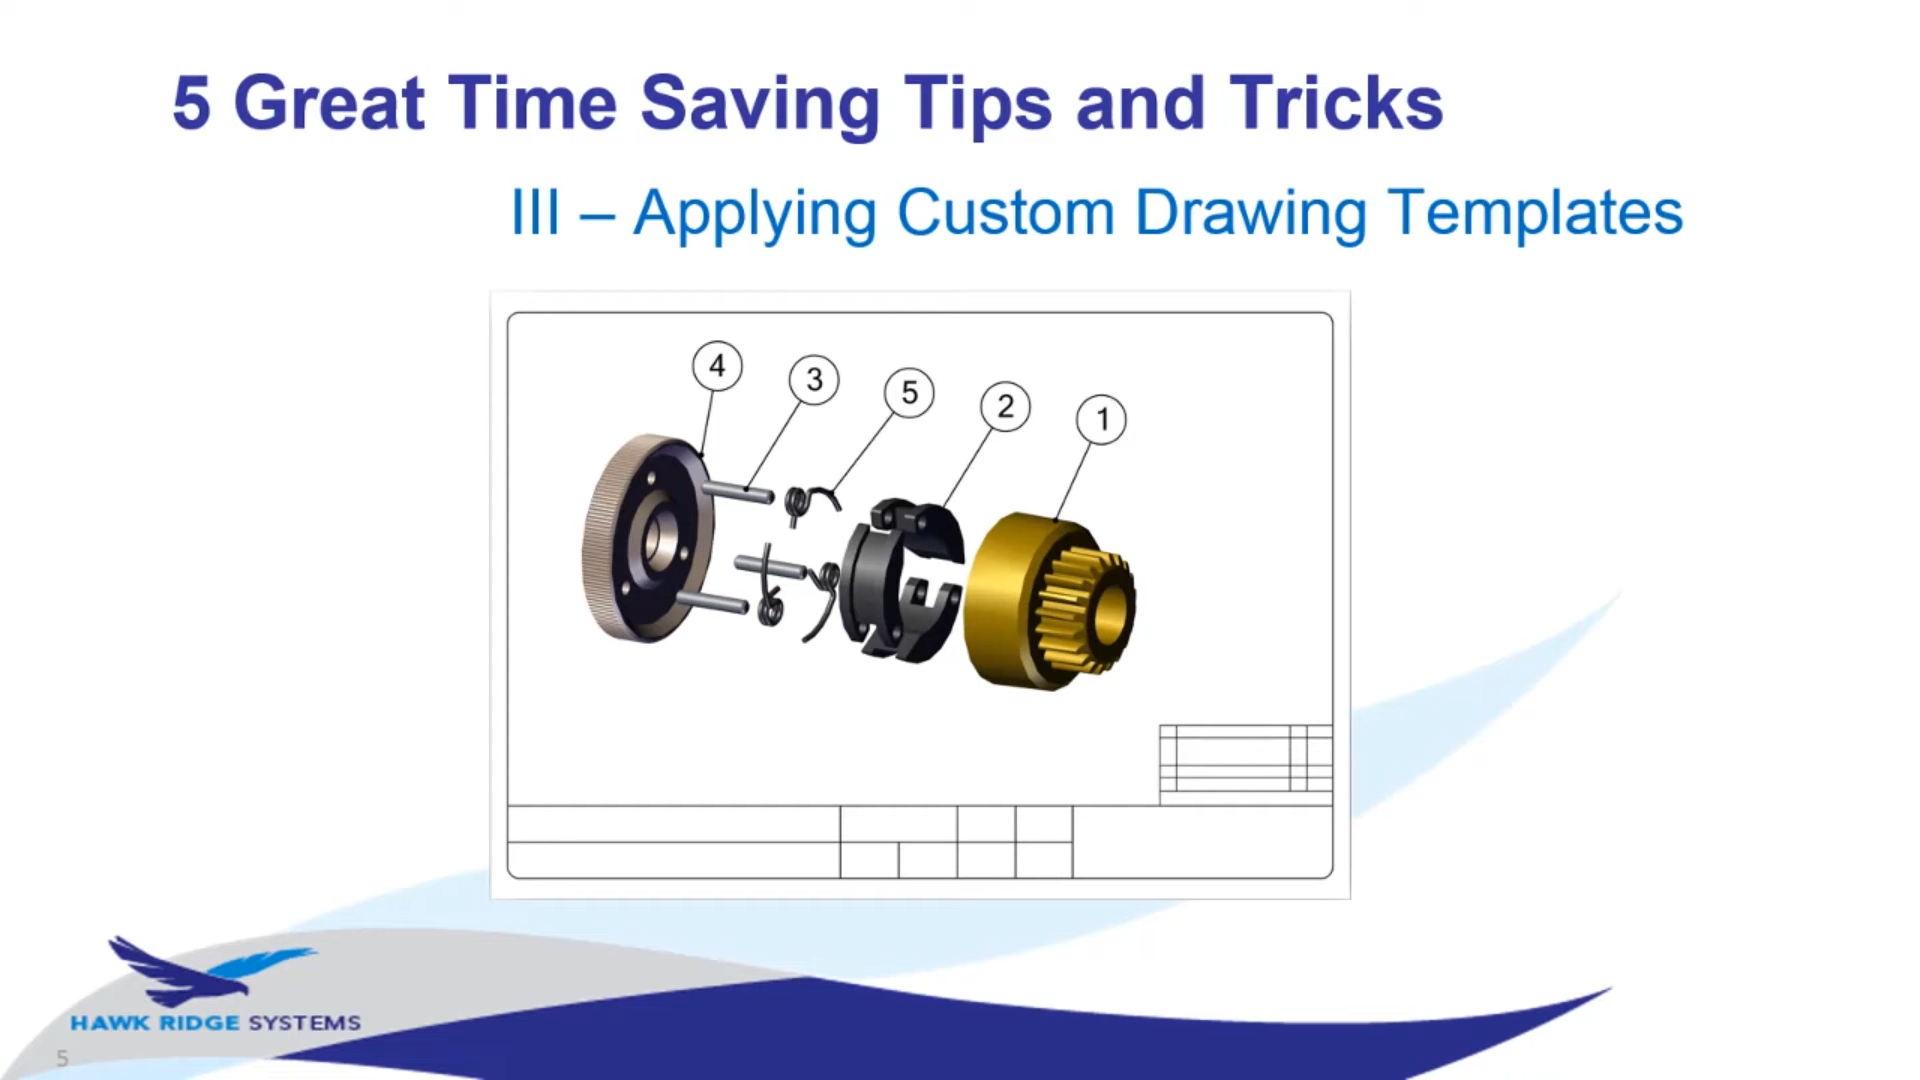 5 Great Time Saving Tips and Tricks
III – Applying Custom Drawing Templates
4
3
5
2
1
HAWK RIDGE SYSTEMS
5